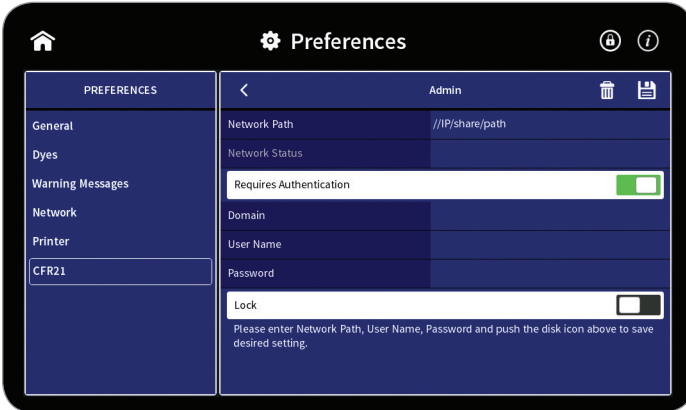 Preferences
PREFERENCES
General
Dyes
Warning Messages
Network
Printer
CFR21
Admin
Network Path //IP/share/path
Network Status
Requires Authentication
Domain
User Name
Password
Lock
Please enter Network Path, User Name, Password and push the disk icon above to save
desired setting.